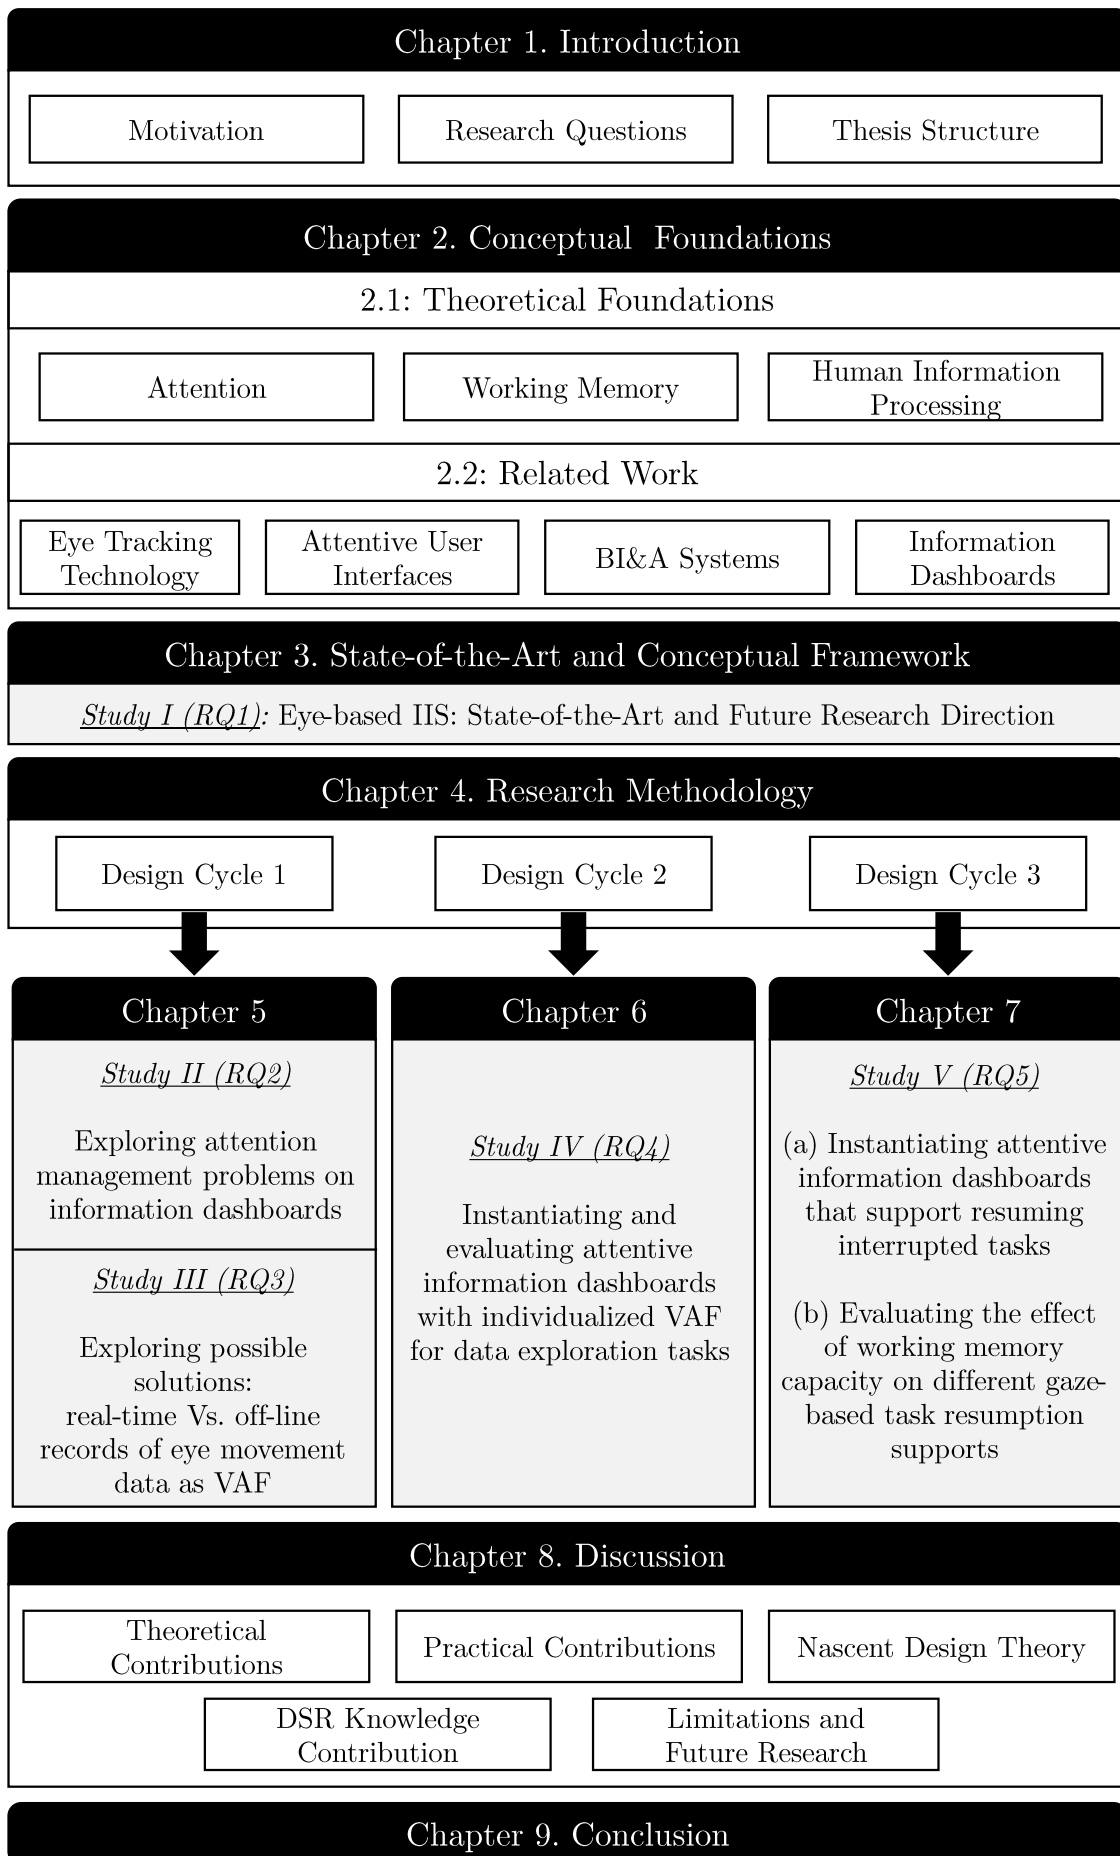 Chapter 1. Introduction
Motivation
Research Questions
Thesis Structure
Chapter 2. Conceptual Foundations
2.1: Theoretical Foundations
Attention
Working Memory
Human Information
Processing
2.2: Related Work
Eye Tracking
Technology
Attentive User
Interfaces
BI&A Systems
Information
Dashboards
Chapter 3. State-of-the-Art and Conceptual Framework
Study I (RQ1): Eye-based IIS: State-of-the-Art and Future Research Direction
Chapter 4. Research Methodology
Design Cycle 1
Design Cycle 2
Design Cycle 3
Chapter 5
Study II (RQ2)
Exploring attention
management problems on
information dashboards
Study III (RQ3)
Exploring possible
solutions:
real-time Vs. off-line
records of eye movement
data as VAF
Chapter 6
Study IV (RQ4)
Instantiating and
evaluating attentive
information dashboards
with individualized VAF
for data exploration tasks
Chapter 7
Study V (RQ5)
(a) Instantiating attentive
information dashboards
that support resuming
interrupted tasks
(b) Evaluating the effect
of working memory
capacity on different gaze-
based task resumption
supports
Chapter 8. Discussion
Theoretical
Contributions
Practical Contributions
Nascent Design Theory
DSR Knowledge
Contribution
Limitations and
Future Research
Chapter 9. Conclusion